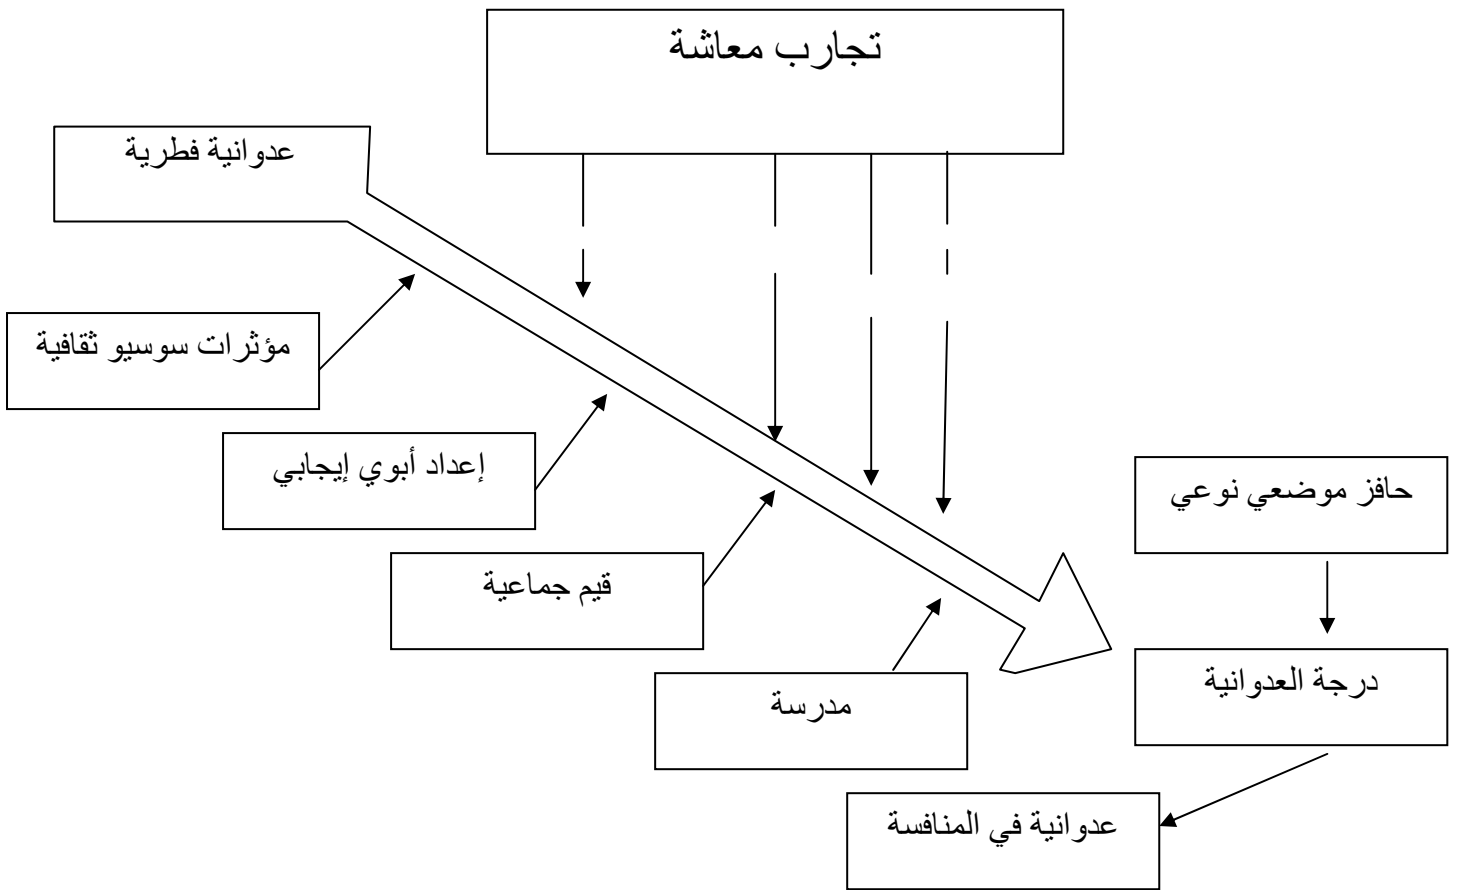 تجارب معاشة
عدوانية فطرية
مؤثرات سوسيو ثقافية
إعداد أبوي إيجابي
حافز موضعي نوعي
قيم جماعية
درجة العدوانية
مدرسة
عدوانية في المنافسة